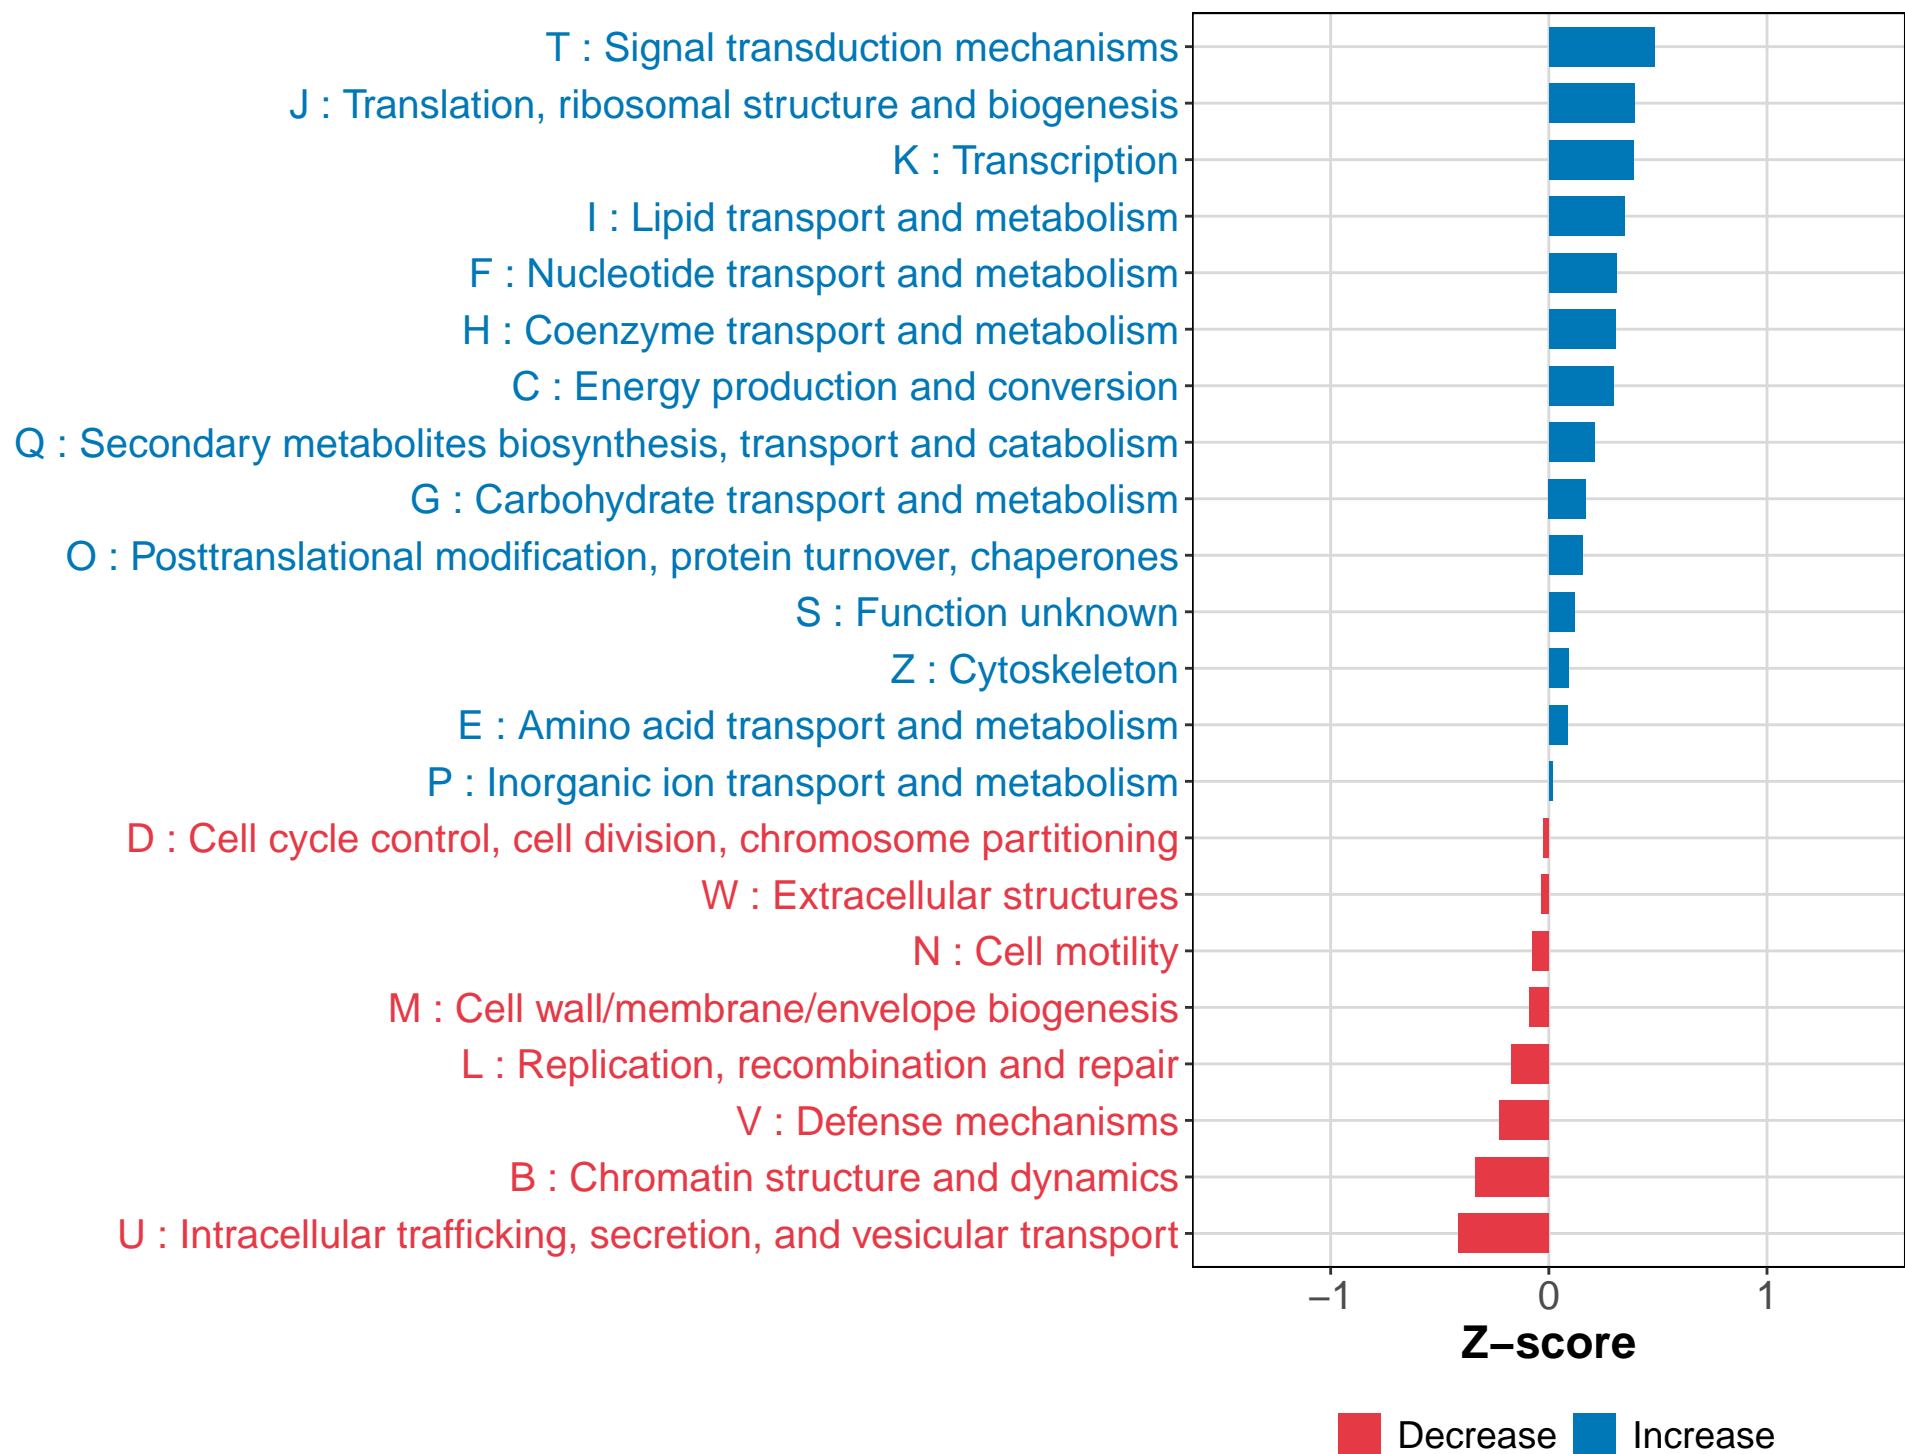 T : Signal transduction mechanisms
J : Translation, ribosomal structure and biogenesis
K : Transcription
I : Lipid transport and metabolism
F : Nucleotide transport and metabolism
H : Coenzyme transport and metabolism
C : Energy production and conversion
Q : Secondary metabolites biosynthesis, transport and catabolism
G : Carbohydrate transport and metabolism
O : Posttranslational modification, protein turnover, chaperones
S : Function unknown
Z : Cytoskeleton
E : Amino acid transport and metabolism
P : Inorganic ion transport and metabolism
D : Cell cycle control, cell division, chromosome partitioning
W : Extracellular structures
N : Cell motility
M : Cell wall/membrane/envelope biogenesis
L : Replication, recombination and repair
V : Defense mechanisms
B : Chromatin structure and dynamics
U : Intracellular trafficking, secretion, and vesicular transport
−1 0 1
Z−score
Decrease Increase